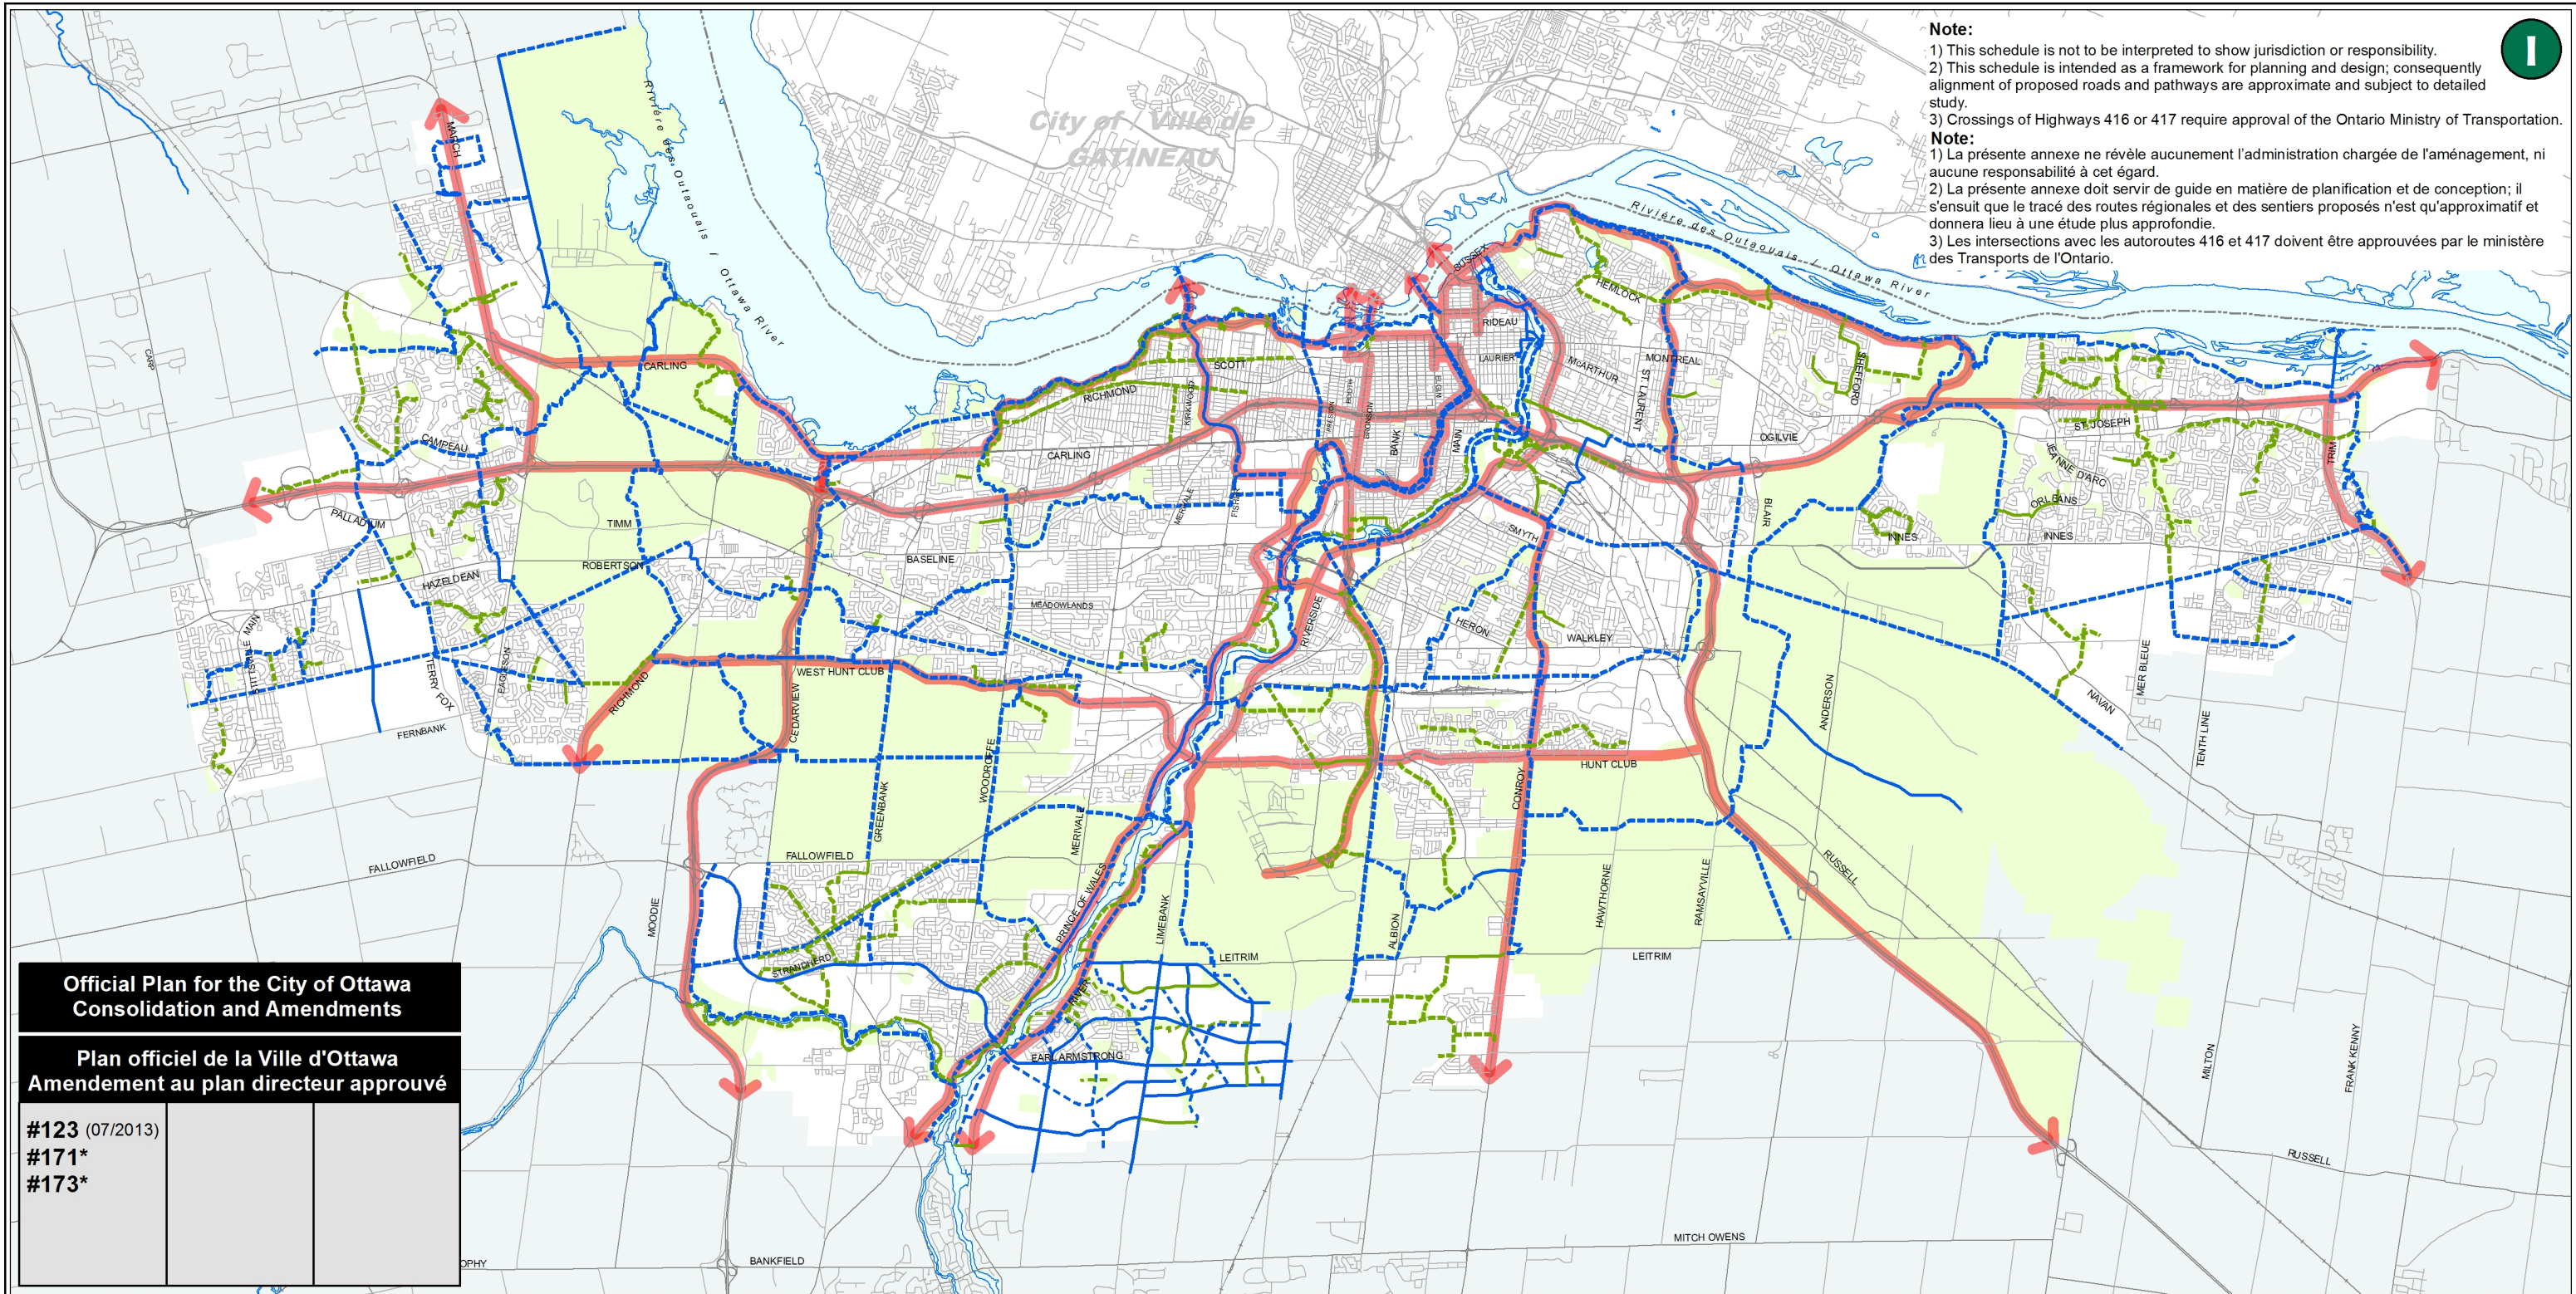 Note:
1) This schedule is not to be interpreted to show jurisdiction or responsibility.
2) This schedule is intended as a framework for planning and design; consequently
alignment of proposed roads and pathways are approximate and subject to detailed
study.
3) Crossings of Highways 416 or 417 require approval of the Ontario Ministry of Transportation.
Note:
1) La présente annexe ne révèle aucunement l'administration chargée de l'aménagement, ni
aucune responsabilité à cet égard.
2) La présente annexe doit servir de guide en matière de planification et de conception; il
s'ensuit que le tracé des routes régionales et des sentiers proposés n'est qu'approximatif et
donnera lieu à une étude plus approfondie.
3) Les intersections avec les autoroutes 416 et 417 doivent être approuvées par le ministère
des Transports de l'Ontario.
I
City of / Ville de
GATINEAU
Rivière des Outaouais / Ottawa River
Rivière des Outaouais / Ottawa River
MARCH
CARP
SUSSEX
HEMLOCK
RIDEAU
LAURIER
McARTHUR
MONTREAL
ST. LAURENT
SHEFFORD
SCOTT
CARLING
RICHMOND
KIRKWOOD
PRESTON
BOOTH
BRONSON
ELGIN
BANK
MAIN
OGILVIE
ST. JOSEPH
JEANNE D'ARC
ORLEANS
TRIM
CAMPEAU
CARLING
MERIVALE
FISHER
BLAIR
PALLADIUM
TIMM
SMYTH
INNES
INNES
ROBERTSON
BASELINE
HAZELDEAN
MEADOWLANDS
RIVERSIDE
HERON
WALKLEY
STITTSVILLE MAIN
TERRY FOX
EAGLESON
RICHMOND
WEST HUNT CLUB
CEDARVIEW
FERNBANK
WOODROFFE
GREENBANK
MERIVALE
HUNT CLUB
CONROY
ANDERSON
NAVAN
MER BLEUE
TENTH LINE
FALLOWFIELD
FALLOWFIELD
MOODIE
PRINCE OF WALES
LIMEBANK
ALBION
HAWTHORNE
RAMSAYVILLE
RUSSELL
STRANDHERD
LEITRIM
LEITRIM
RIVER
EARL ARMSTRONG
MILTON
FRANK KENNY
RUSSELL
MITCH OWENS
BANKFIELD
OPHY
Official Plan for the City of Ottawa
Consolidation and Amendments
Plan officiel de la Ville d'Ottawa
Amendement au plan directeur approuvé
#123 (07/2013)
#171*
#173*